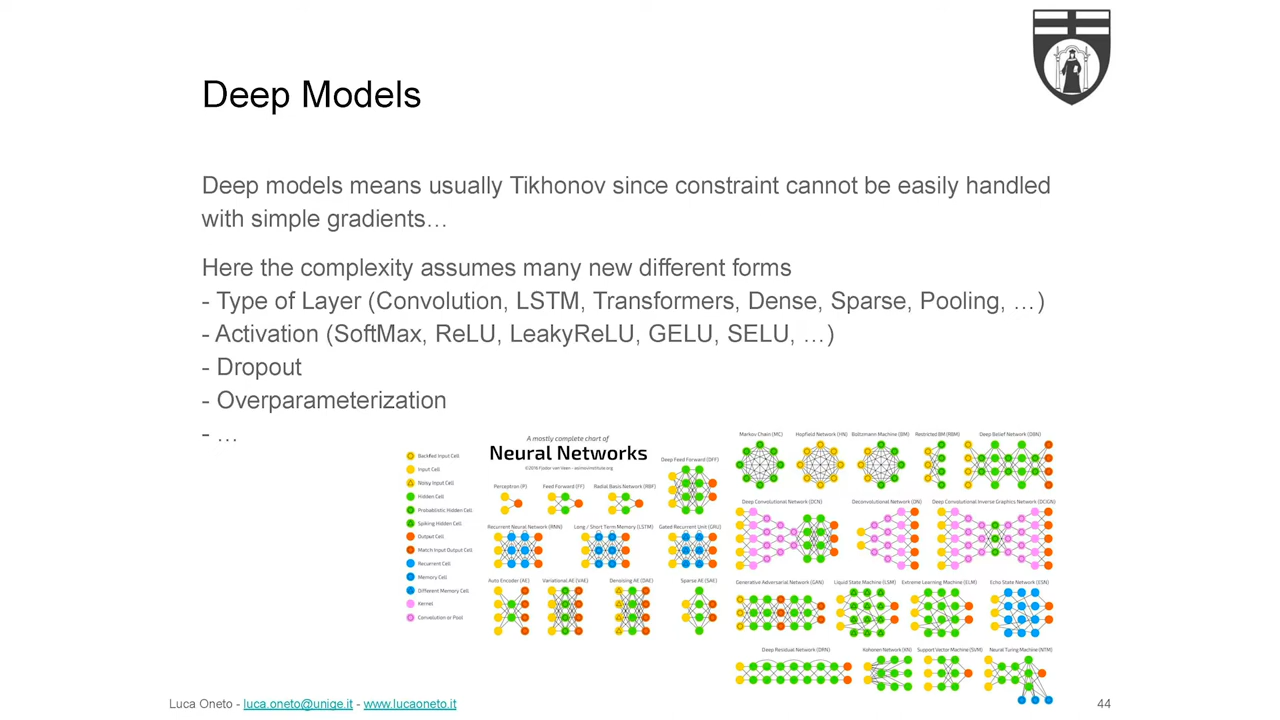 Deep Models
Deep models means usually Tikhonov since constraint cannot be easily handled
with simple gradients…
Here the complexity assumes many new different forms
- Type of Layer (Convolution, LSTM, Transformers, Dense, Sparse, Pooling, …)
- Activation (SoftMax, ReLU, LeakyReLU, GELU, SELU, …)
- Dropout
- Overparameterization
- …
A mostly complete chart of
Neural Networks
©2016 Fjodor van Veen - asimovinstitute.org
Backfed Input Cell
Input Cell
Noisy Input Cell
Hidden Cell
Probablistic Hidden Cell
Spiking Hidden Cell
Output Cell
Match Input Output Cell
Recurrent Cell
Memory Cell
Different Memory Cell
Kernel
Convolution or Pool
Deep Feed Forward (DFF)
Perceptron (P)
Feed Forward (FF)
Radial Basis Network (RBF)
Recurrent Neural Network (RNN)
Long / Short Term Memory (LSTM)
Gated Recurrent Unit (GRU)
Auto Encoder (AE)
Variational AE (VAE)
Denoising AE (DAE)
Sparse AE (SAE)
Markov Chain (MC)
Hopfield Network (HN)
Boltzmann Machine (BM)
Restricted BM (RBM)
Deep Belief Network (DBN)
Deep Convolutional Network (DCN)
Deconvolutional Network (DN)
Deep Convolutional Inverse Graphics Network (DCIGN)
Generative Adversarial Network (GAN)
Liquid State Machine (LSM)
Extreme Learning Machine (ELM)
Echo State Network (ESN)
Deep Residual Network (DRN)
Kohonen Network (KN)
Support Vector Machine (SVM)
Neural Turing Machine (NTM)
Luca Oneto - luca.oneto@unige.it - www.lucaoneto.it
44